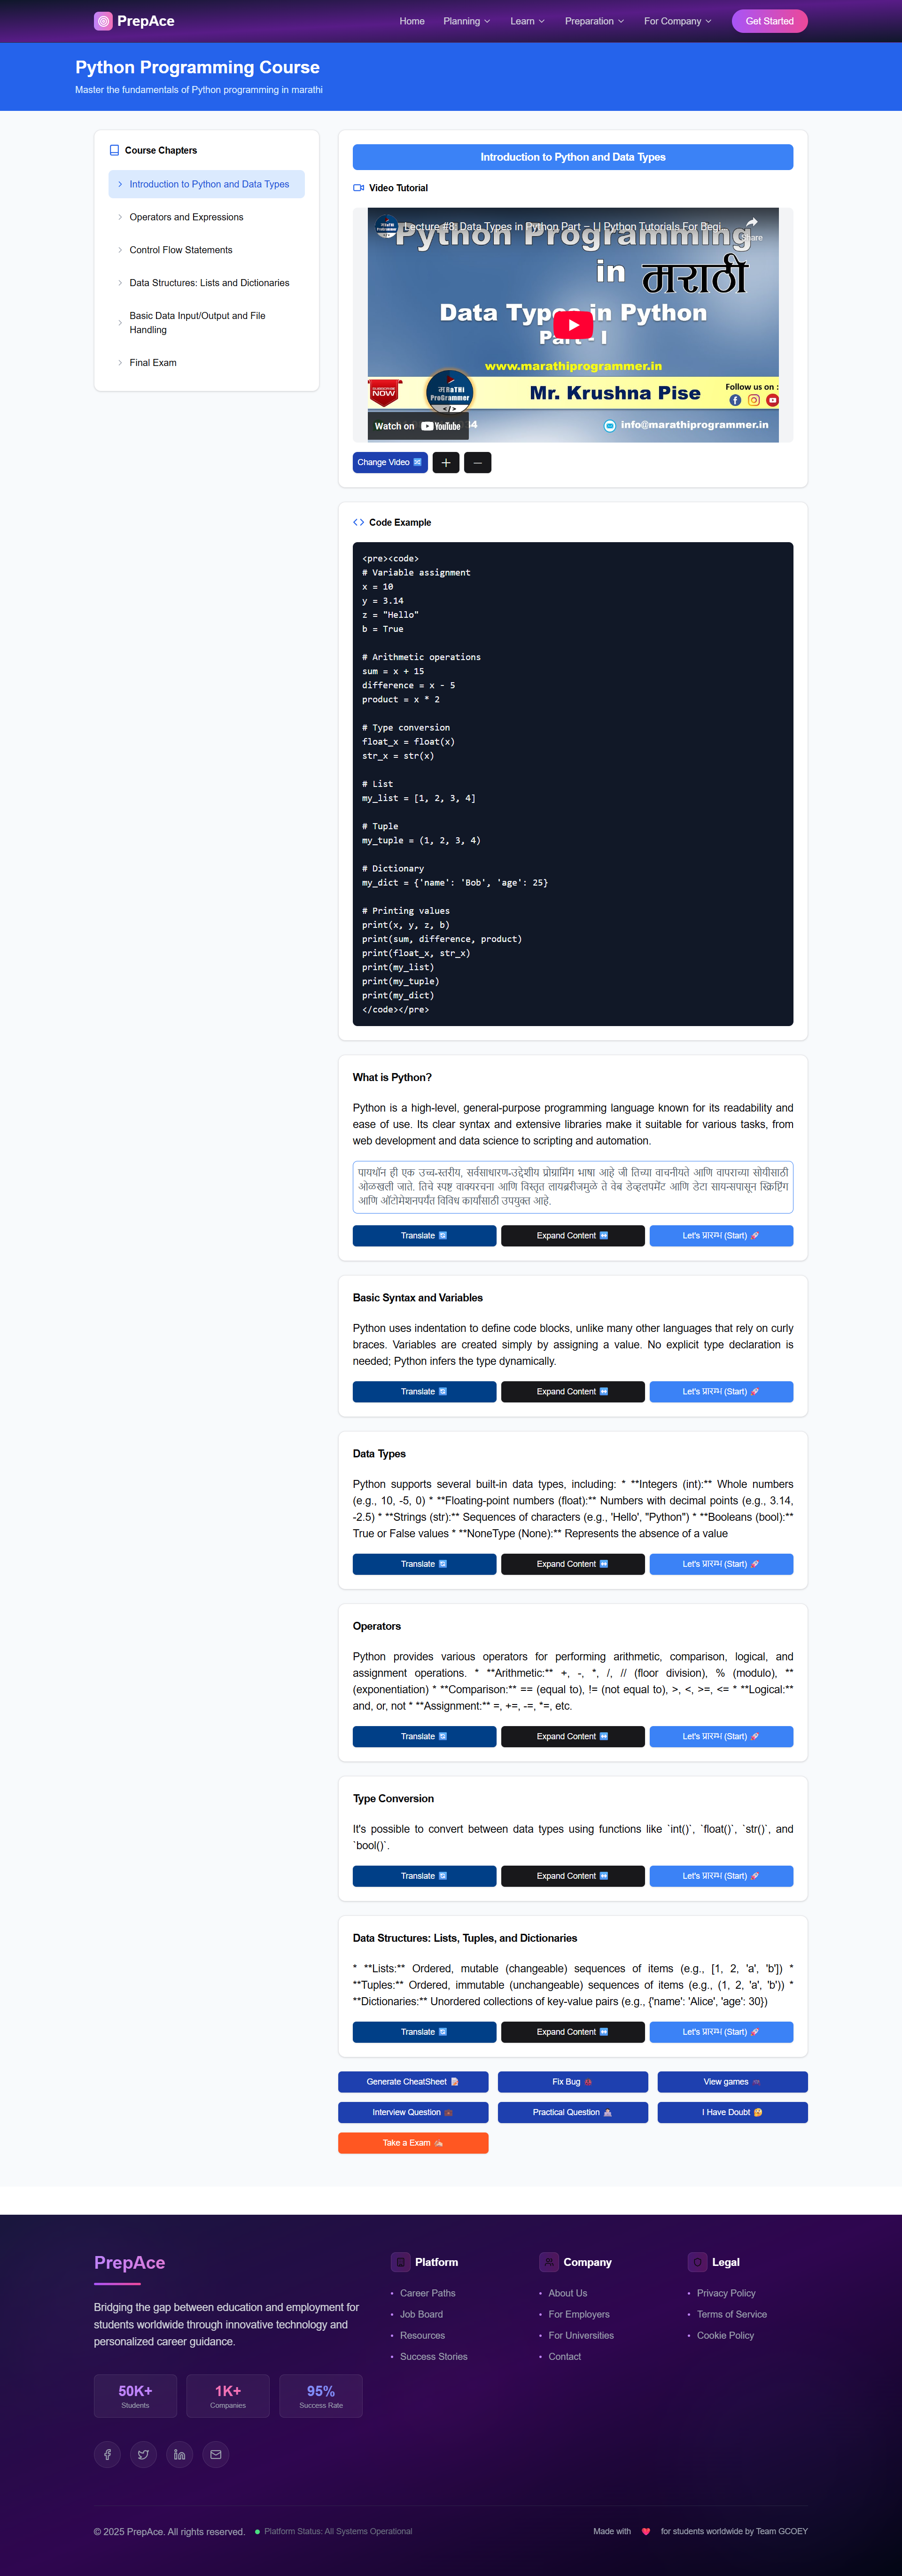 PrepAce
Home Planning Learn Preparation For Company Get Started
Python Programming Course
Master the fundamentals of Python programming in marathi
Course Chapters
Introduction to Python and Data Types
Operators and Expressions
Control Flow Statements
Data Structures: Lists and Dictionaries
Basic Data Input/Output and File
Handling
Final Exam
Introduction to Python and Data Types
Video Tutorial
Lecture #8: Data Types in Python Part – I | Python Tutorials For Begi...
Share
Python Programming
in मराठी
Data Types in Python
Part - I
www.marathiprogrammer.in
SUBSCRIBE
NOW
मRaTHi
ProGrammer
</>
Mr. Krushna Pise
Follow us on :
Watch on YouTube
info@marathiprogrammer.in
Change Video
+
–
Code Example
<pre><code>
# Variable assignment
x = 10
y = 3.14
z = "Hello"
b = True
# Arithmetic operations
sum = x + 15
difference = x - 5
product = x * 2
# Type conversion
float_x = float(x)
str_x = str(x)
# List
my_list = [1, 2, 3, 4]
# Tuple
my_tuple = (1, 2, 3, 4)
# Dictionary
my_dict = {'name': 'Bob', 'age': 25}
# Printing values
print(x, y, z, b)
print(sum, difference, product)
print(float_x, str_x)
print(my_list)
print(my_tuple)
print(my_dict)
</code></pre>
What is Python?
Python is a high-level, general-purpose programming language known for its readability and
ease of use. Its clear syntax and extensive libraries make it suitable for various tasks, from
web development and data science to scripting and automation.
पायथॉन ही एक उच्च-स्तरीय, सर्वसाधारण-उद्देशीय प्रोग्रामिंग भाषा आहे जी तिच्या वाचनीयते आणि वापराच्या सोयीसाठी
ओळखली जाते. तिचे स्पष्ट वाक्यरचना आणि विस्तृत लायब्ररीजमुळे ते वेब डेव्हलपमेंट आणि डेटा सायन्सपासून स्क्रिप्टिंग
आणि ऑटोमेशनपर्यंत विविध कार्यांसाठी उपयुक्त आहे.
Translate Expand Content Let's प्रारम्भ (Start)
Basic Syntax and Variables
Python uses indentation to define code blocks, unlike many other languages that rely on curly
braces. Variables are created simply by assigning a value. No explicit type declaration is
needed; Python infers the type dynamically.
Translate Expand Content Let's प्रारम्भ (Start)
Data Types
Python supports several built-in data types, including: * **Integers (int):** Whole numbers
(e.g., 10, -5, 0) * **Floating-point numbers (float):** Numbers with decimal points (e.g., 3.14,
-2.5) * **Strings (str):** Sequences of characters (e.g., 'Hello', "Python") * **Booleans (bool):**
True or False values * **NoneType (None):** Represents the absence of a value
Translate Expand Content Let's प्रारम्भ (Start)
Operators
Python provides various operators for performing arithmetic, comparison, logical, and
assignment operations. * **Arithmetic:** +, -, *, /, // (floor division), % (modulo), **
(exponentiation) * **Comparison:** == (equal to), != (not equal to), >, <, >=, <= * **Logical:**
and, or, not * **Assignment:** =, +=, -=, *=, etc.
Translate Expand Content Let's प्रारम्भ (Start)
Type Conversion
It's possible to convert between data types using functions like `int()`, `float()`, `str()`, and
`bool()`.
Translate Expand Content Let's प्रारम्भ (Start)
Data Structures: Lists, Tuples, and Dictionaries
* **Lists:** Ordered, mutable (changeable) sequences of items (e.g., [1, 2, 'a', 'b']) *
**Tuples:** Ordered, immutable (unchangeable) sequences of items (e.g., (1, 2, 'a', 'b')) *
**Dictionaries:** Unordered collections of key-value pairs (e.g., {'name': 'Alice', 'age': 30})
Translate Expand Content Let's प्रारम्भ (Start)
Generate CheatSheet Fix Bug View games
Interview Question Practical Question I Have Doubt
Take a Exam
PrepAce
Bridging the gap between education and employment for
students worldwide through innovative technology and
personalized career guidance.
50K+ 1K+ 95%
Students Companies Success Rate
Platform
Career Paths
Job Board
Resources
Success Stories
Company
About Us
For Employers
For Universities
Contact
Legal
Privacy Policy
Terms of Service
Cookie Policy
© 2025 PrepAce. All rights reserved. Platform Status: All Systems Operational
Made with ❤️ for students worldwide by Team GCOEY